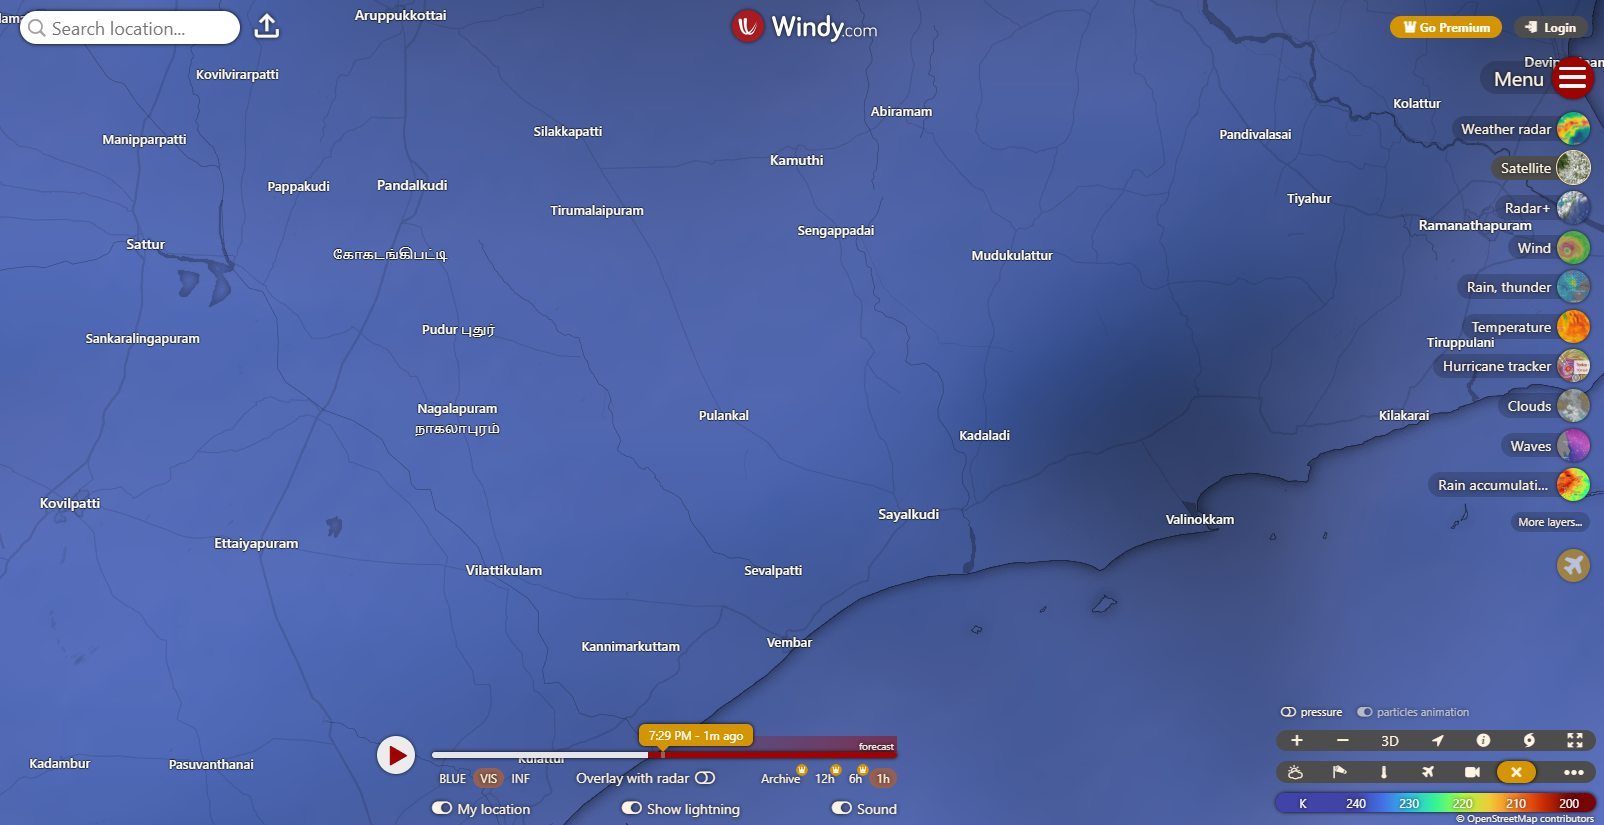 Search location...
Windy.com
Go Premium
Login
Menu
Weather radar
Satellite
Radar+
Wind
Rain, thunder
Temperature
Hurricane tracker
Clouds
Waves
Rain accumulati...
More layers...
Aruppukkottai
Kovilvirarpatti
Manipparpatti
Silakkapatti
Abiramam
Kolattur
Pandivalasai
Kamuthi
Pappakudi
Pandalkudi
Tirumalaipuram
Tiyahur
Sengappadai
Ramanathapuram
Sattur
கோகடங்கிபட்டி
Mudukulattur
Pudur புதுர்
Sankaralingapuram
Tiruppulani
Nagalapuram
நாகலாபுரம்
Pulankal
Kadaladi
Kilakarai
Kovilpatti
Sayalkudi
Valinokkam
Ettaiyapuram
Vilattikulam
Sevalpatti
Kannimarkuttam
Vembar
Kadambur
Pasuvanthanai
7:29 PM - 1m ago
forecast
BLUE VIS INF
Overlay with radar
Archive 12h 6h 1h
My location
Show lightning
Sound
pressure
particles animation
3D
K 240 230 220 210 200
© OpenStreetMap contributors